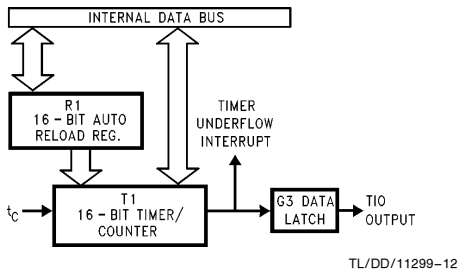 INTERNAL DATA BUS
R1
16-BIT AUTO
RELOAD REG.
TIMER
UNDERFLOW
INTERRUPT
tC
T1
16-BIT TIMER/
COUNTER
G3 DATA
LATCH
TIO
OUTPUT
TL/DD/11299-12